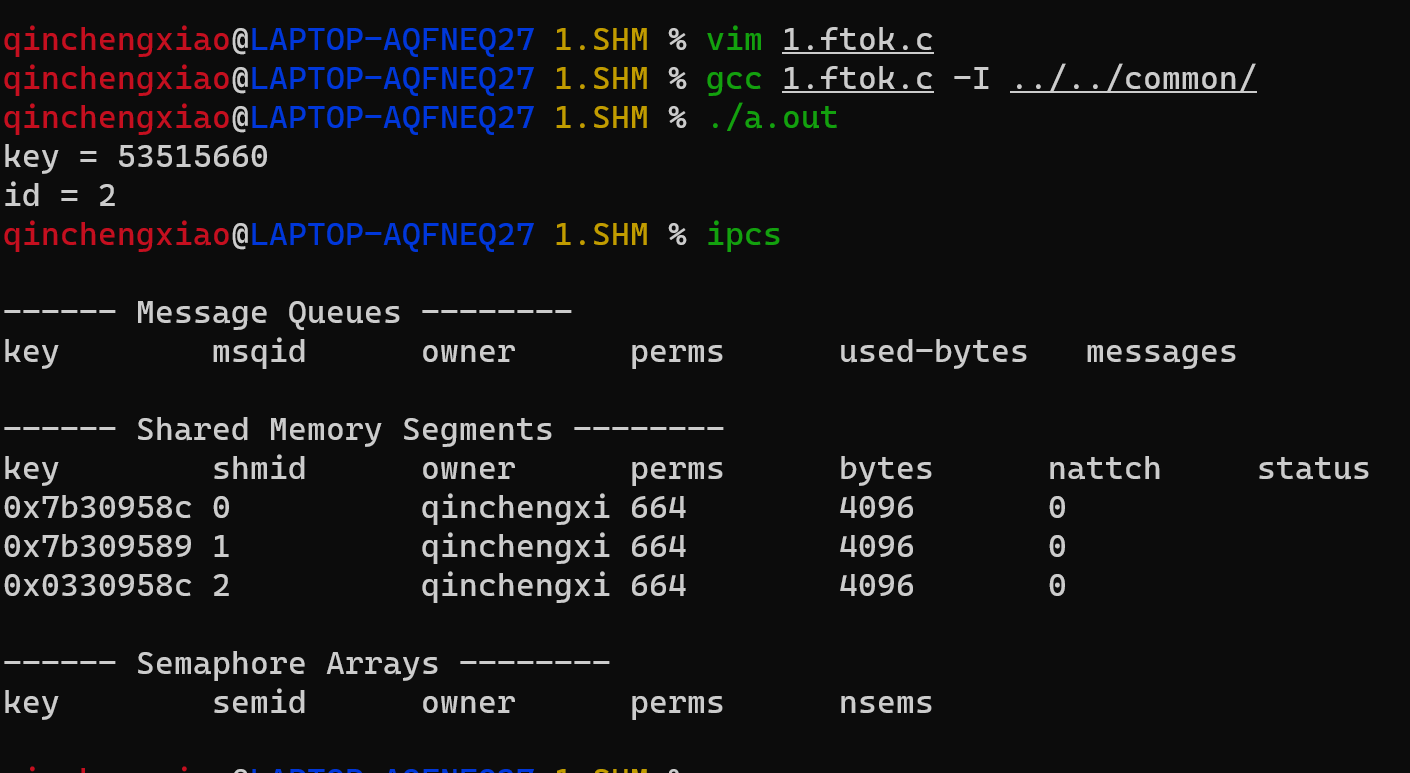 qinchengxiao@LAPTOP-AQFNEQ27 1.SHM % vim 1.ftok.c
qinchengxiao@LAPTOP-AQFNEQ27 1.SHM % gcc 1.ftok.c -I ../../common/
qinchengxiao@LAPTOP-AQFNEQ27 1.SHM % ./a.out
key = 53515660
id = 2
qinchengxiao@LAPTOP-AQFNEQ27 1.SHM % ipcs
------ Message Queues --------
key        msqid      owner      perms      used-bytes   messages
------ Shared Memory Segments --------
key        shmid      owner      perms      bytes      nattch     status
0x7b30958c 0          qinchengxi 664        4096       0
0x7b309589 1          qinchengxi 664        4096       0
0x0330958c 2          qinchengxi 664        4096       0
------ Semaphore Arrays --------
key        semid      owner      perms      nsems